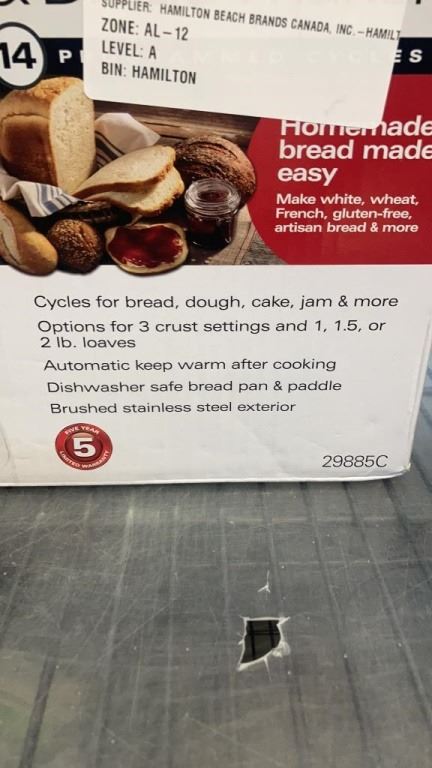 SUPPLIER: HAMILTON BEACH BRANDS CANADA, INC. -HAMILT
ZONE: AL-12
LEVEL: A
BIN: HAMILTON
14
Homemade
bread made
easy
Make white, wheat,
French, gluten-free,
artisan bread & more
Cycles for bread, dough, cake, jam & more
Options for 3 crust settings and 1, 1.5, or
2 lb. loaves
Automatic keep warm after cooking
Dishwasher safe bread pan & paddle
Brushed stainless steel exterior
FIVE YEAR
5
LIMITED WARRANTY
29885C